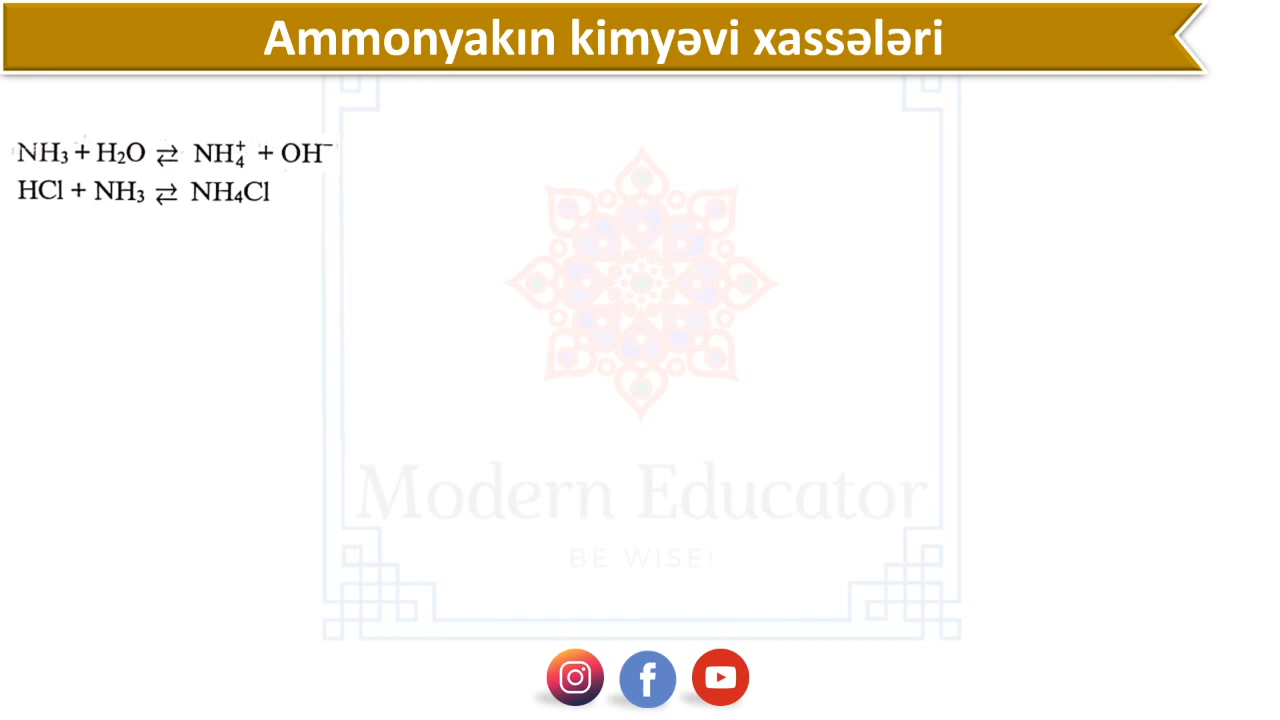 Ammonyakın kimyəvi xassələri
NH₃ + H₂O ⇄ NH₄⁺ + OH⁻
HCl + NH₃ ⇄ NH₄Cl
Modern Educator
BE WISE!